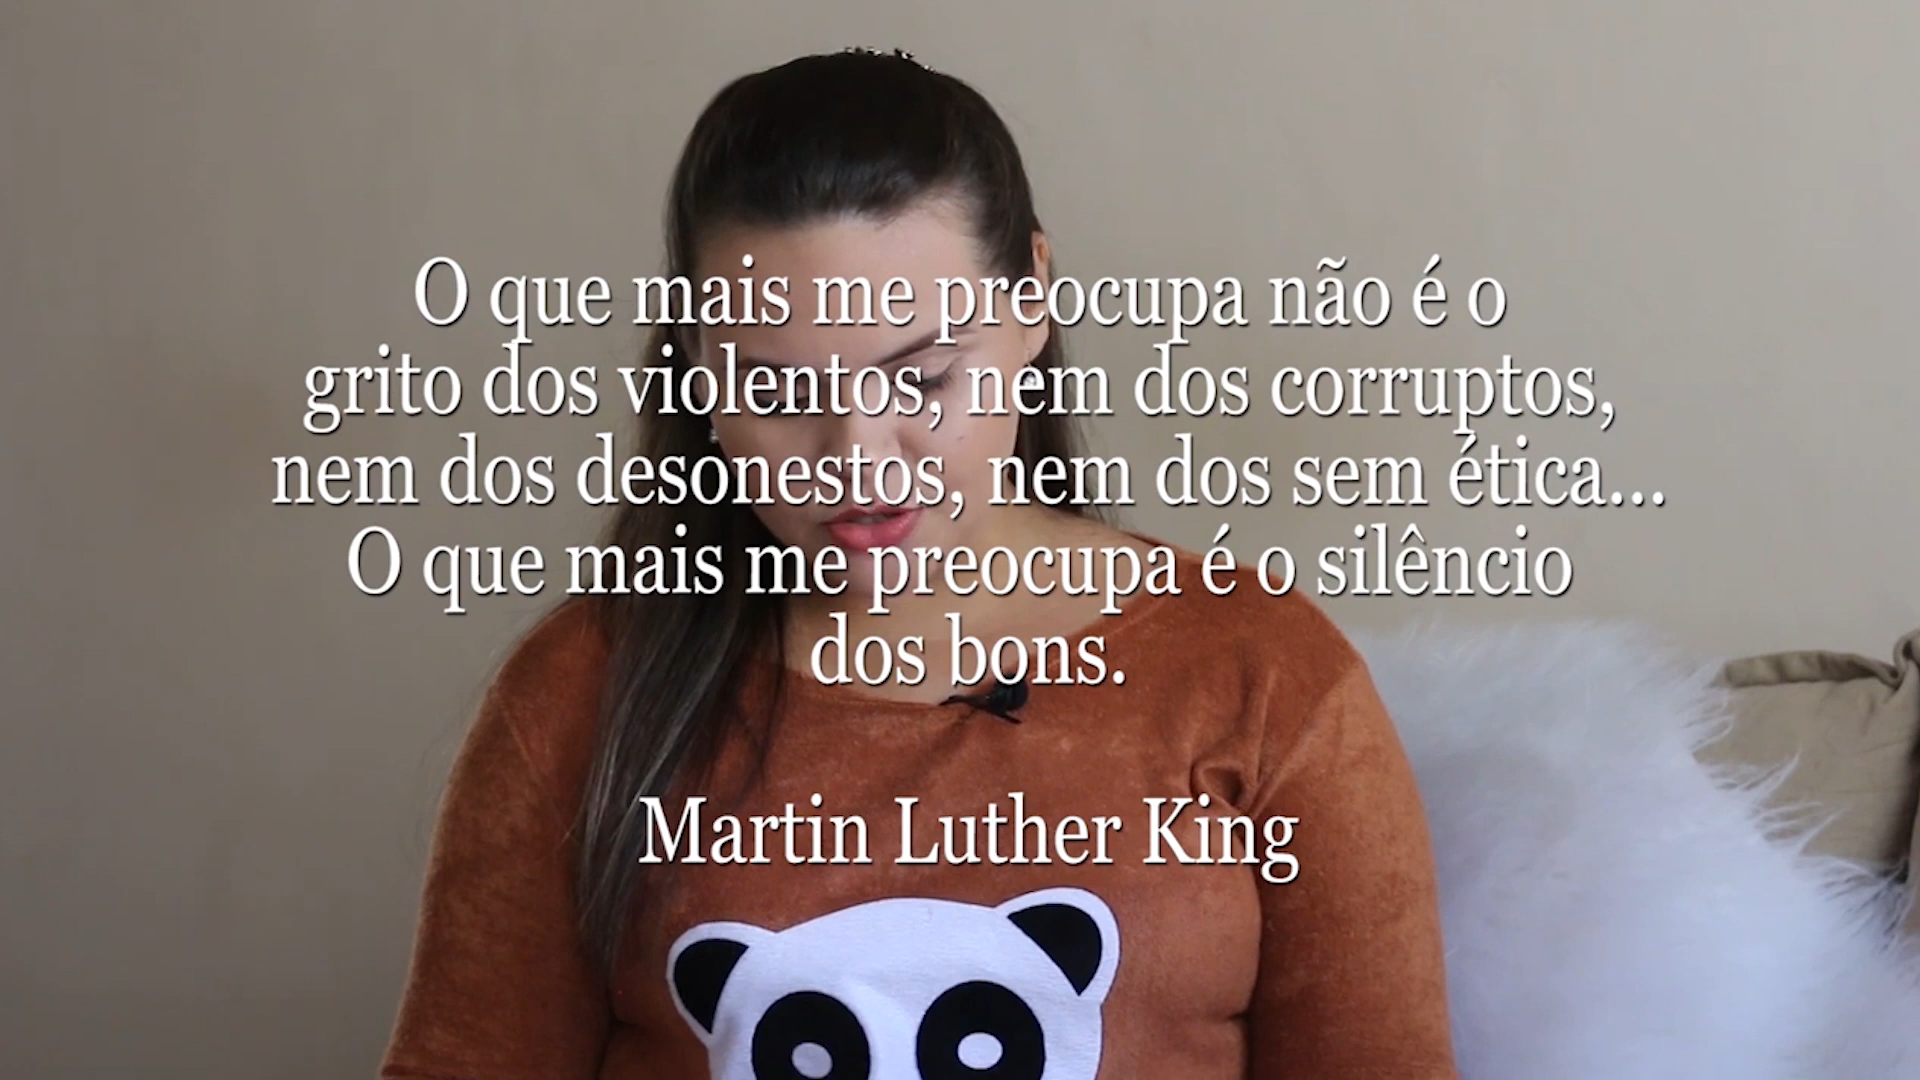 O que mais me preocupa não é o
grito dos violentos, nem dos corruptos,
nem dos desonestos, nem dos sem ética...
O que mais me preocupa é o silêncio
dos bons.
Martin Luther King